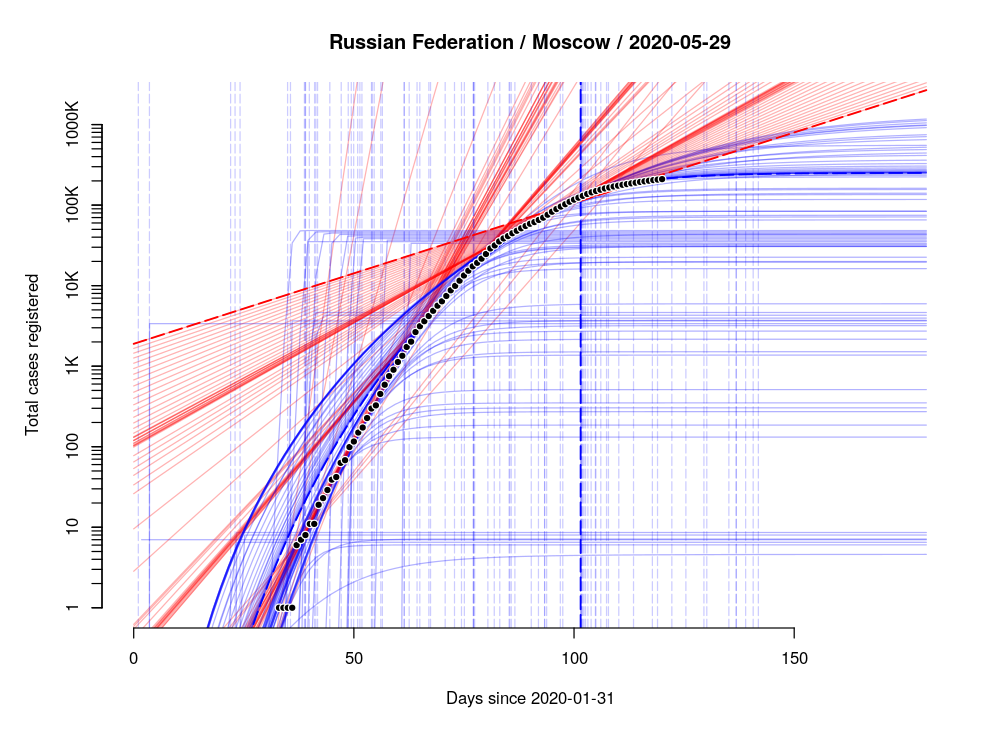 Russian Federation / Moscow / 2020-05-29
Total cases registered
1000K
100K
10K
1K
100
10
1
0 50 100 150
Days since 2020-01-31